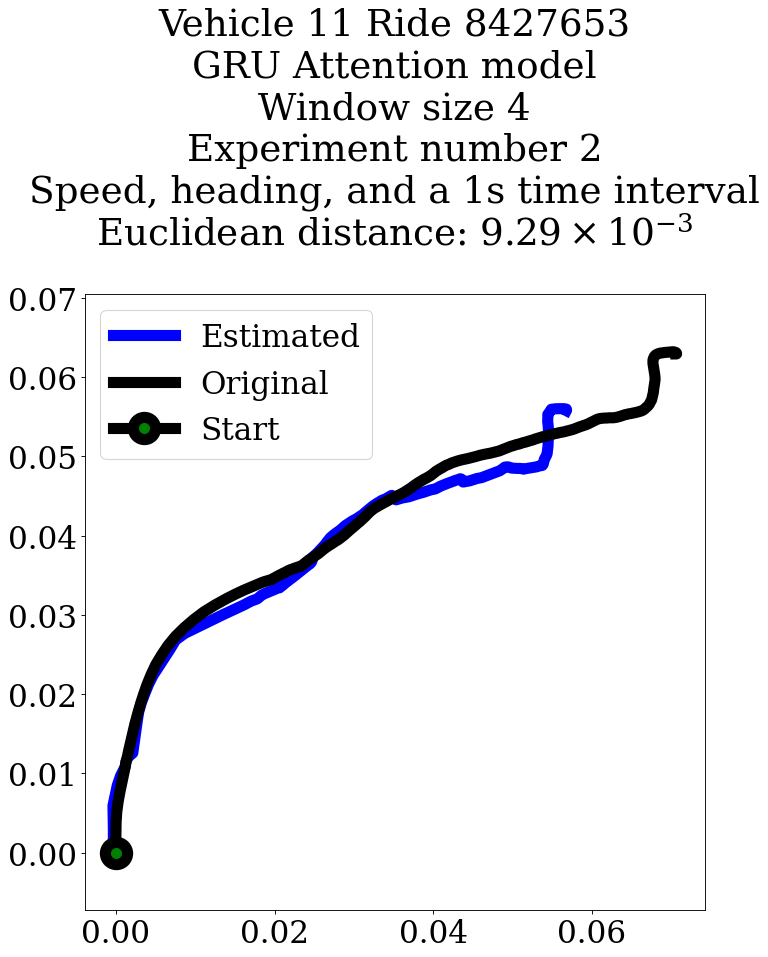 Vehicle 11 Ride 8427653
GRU Attention model
Window size 4
Experiment number 2
Speed, heading, and a 1s time interval
Euclidean distance: 9.29 × 10⁻³
0.07
0.06
0.05
0.04
0.03
0.02
0.01
0.00
Estimated
Original
Start
0.00 0.02 0.04 0.06